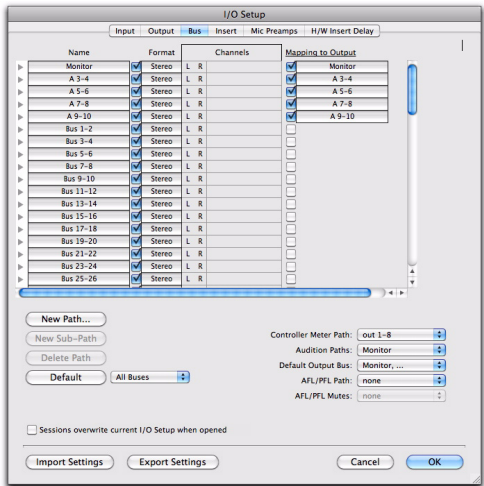 I/O Setup
Input Output Bus Insert Mic Preamps H/W Insert Delay
Name Format Channels Mapping to Output
Monitor Stereo L R Monitor
A 3-4 Stereo L R A 3-4
A 5-6 Stereo L R A 5-6
A 7-8 Stereo L R A 7-8
A 9-10 Stereo L R A 9-10
Bus 1-2 Stereo L R
Bus 3-4 Stereo L R
Bus 5-6 Stereo L R
Bus 7-8 Stereo L R
Bus 9-10 Stereo L R
Bus 11-12 Stereo L R
Bus 13-14 Stereo L R
Bus 15-16 Stereo L R
Bus 17-18 Stereo L R
Bus 19-20 Stereo L R
Bus 21-22 Stereo L R
Bus 23-24 Stereo L R
Bus 25-26 Stereo L R
New Path...
New Sub-Path
Delete Path
Default All Buses
Controller Meter Path: out 1-8
Audition Paths: Monitor
Default Output Bus: Monitor, ...
AFL/PFL Path: none
AFL/PFL Mutes: none
Sessions overwrite current I/O Setup when opened
Import Settings Export Settings Cancel OK